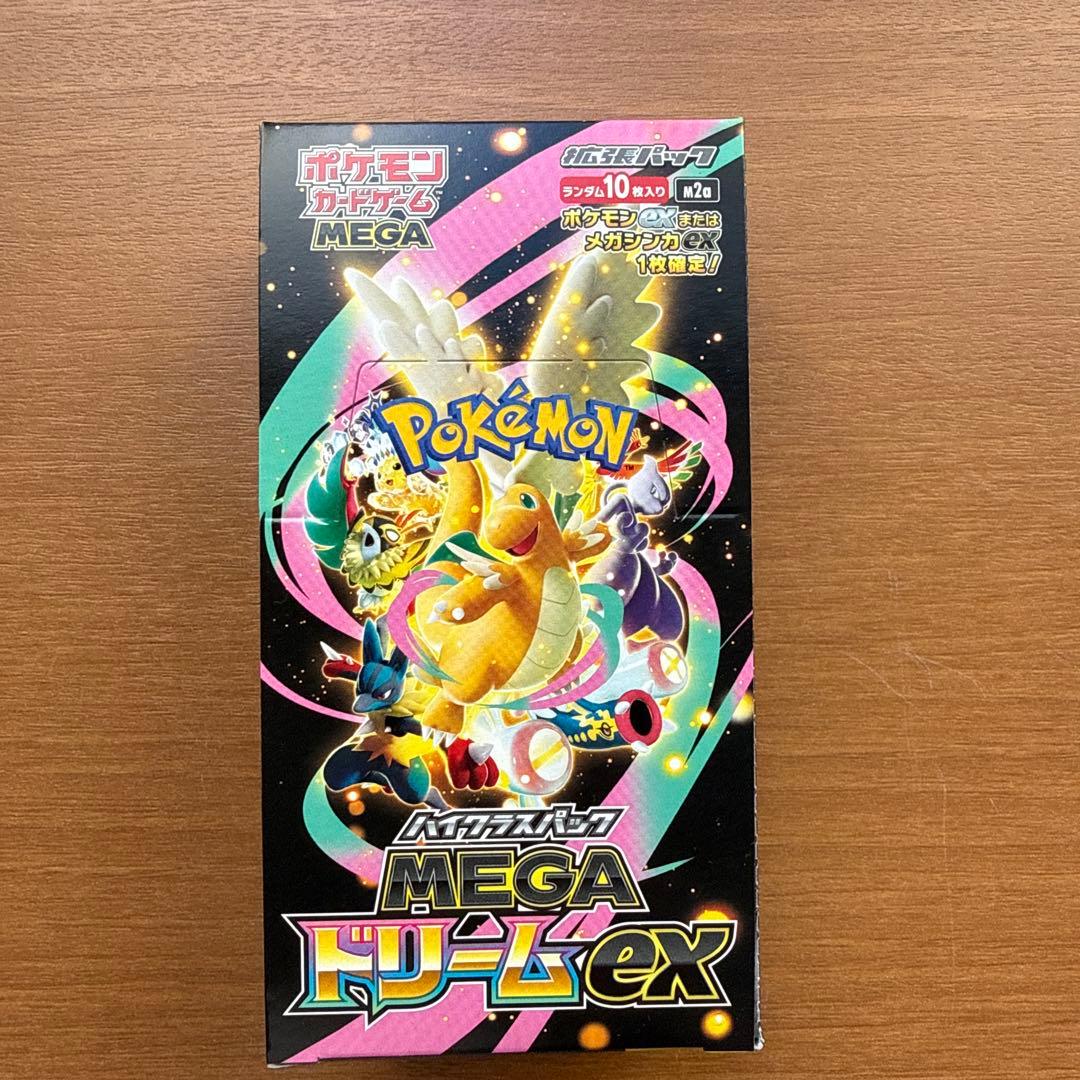 ポケモン
カードゲーム™
MEGA
拡張パック
ランダム10枚入り M2a
ポケモンexまたは
メガシンカex
1枚確定!
POKÉMON™
ハイクラスパック
MEGA
ドリームex